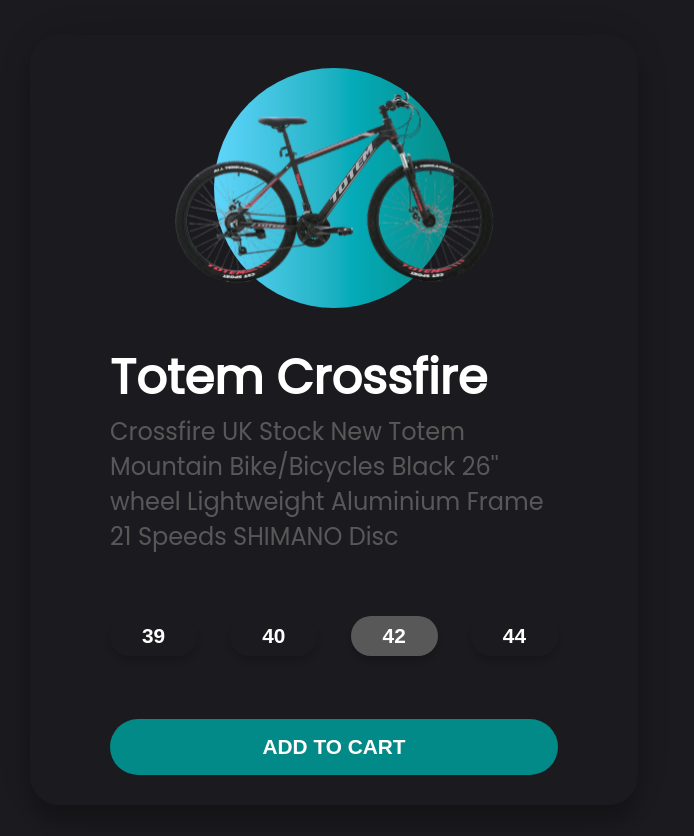 TOTEM
Totem Crossfire
Crossfire UK Stock New Totem
Mountain Bike/Bicycles Black 26"
wheel Lightweight Aluminium Frame
21 Speeds SHIMANO Disc
39 40 42 44
ADD TO CART